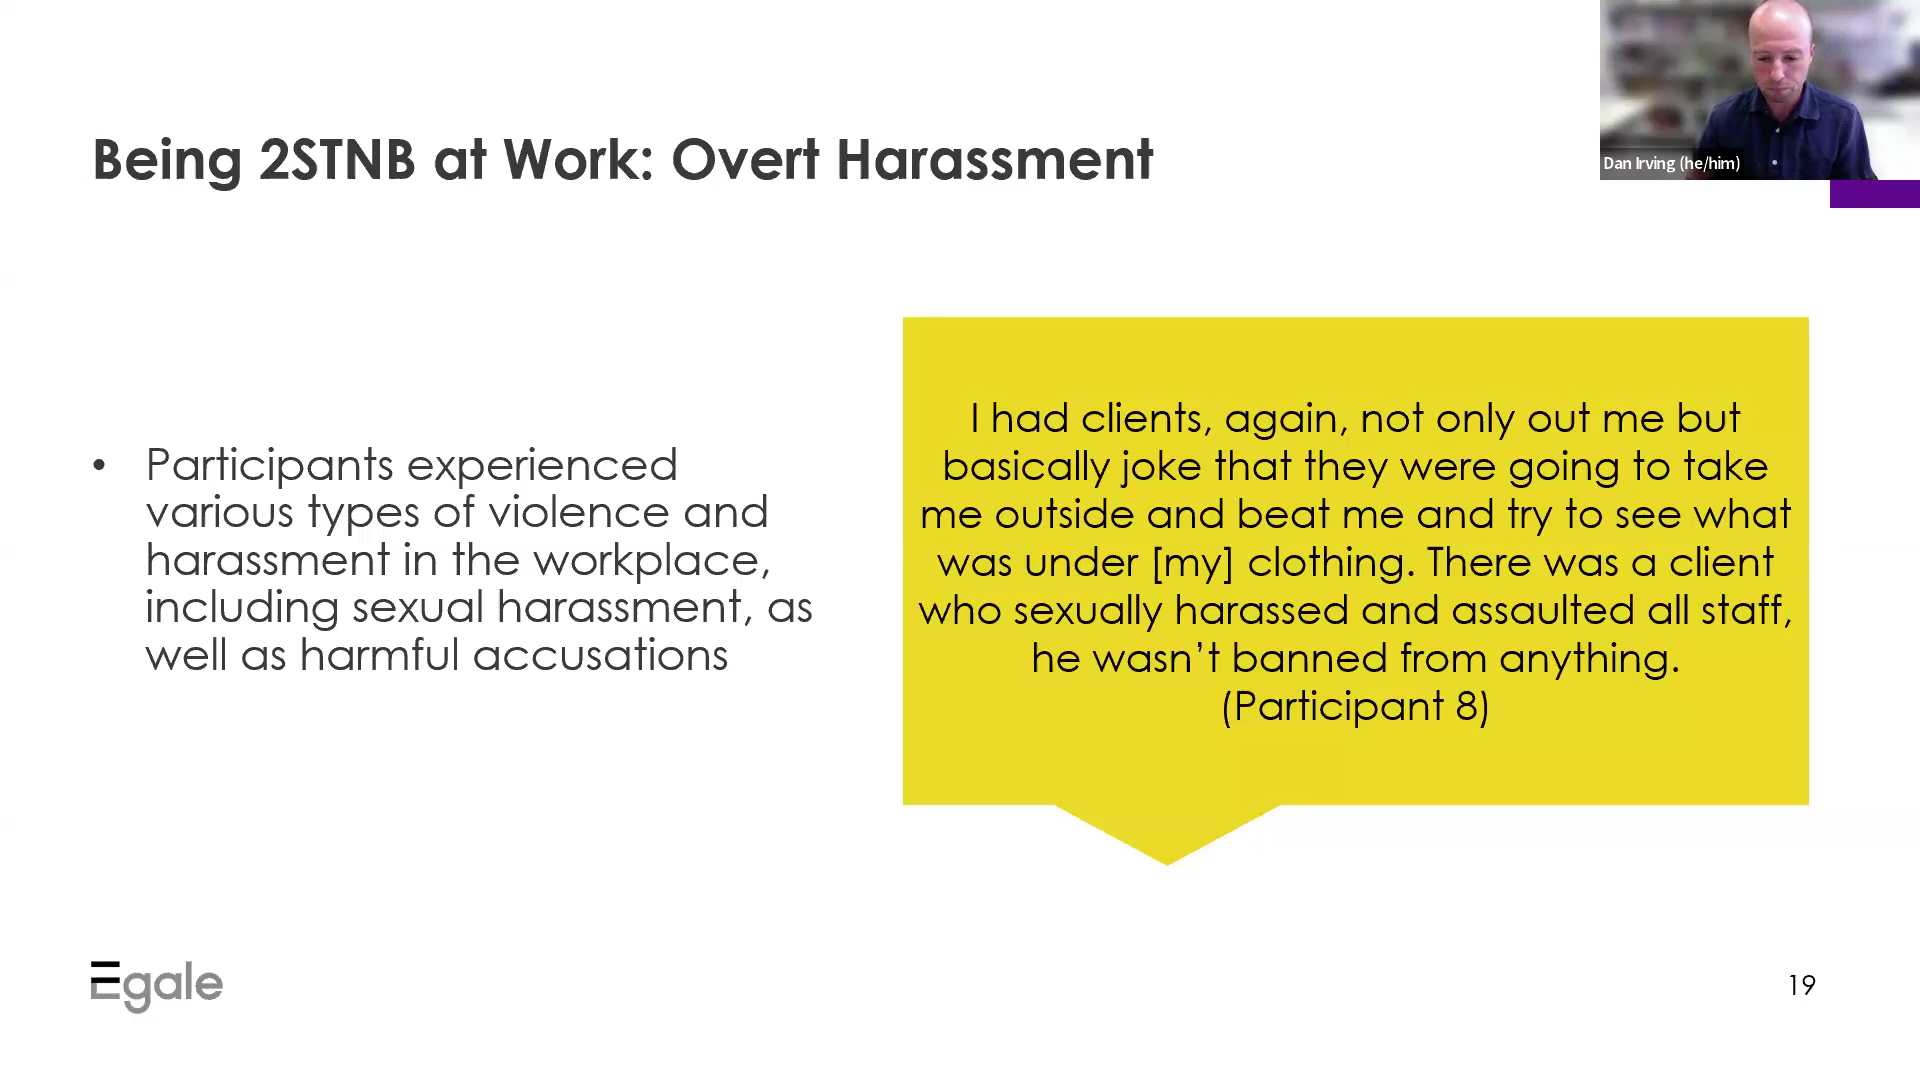 Dan Irving (he/him)
Being 2STNB at Work: Overt Harassment
• Participants experienced
various types of violence and
harassment in the workplace,
including sexual harassment, as
well as harmful accusations
I had clients, again, not only out me but
basically joke that they were going to take
me outside and beat me and try to see what
was under [my] clothing. There was a client
who sexually harassed and assaulted all staff,
he wasn’t banned from anything.
(Participant 8)
Egale
19